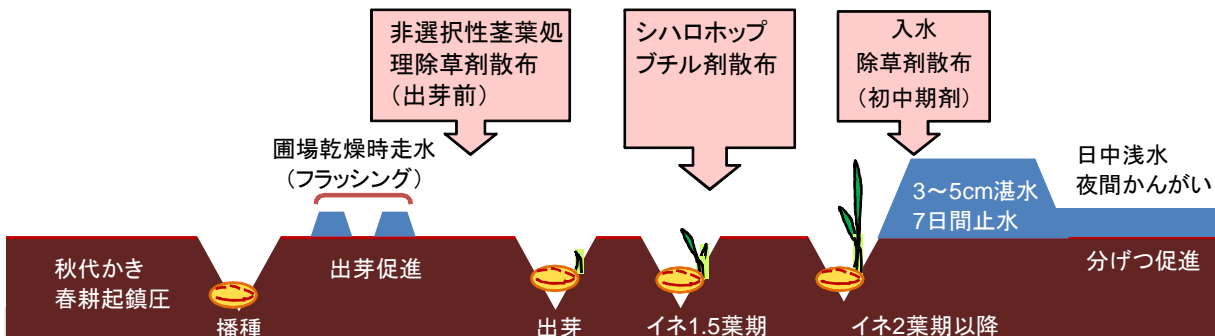 非選択性茎葉処
理除草剤散布
（出芽前）
シハロホップ
ブチル剤散布
入水
除草剤散布
（初中期剤）
圃場乾燥時走水
（フラッシング）
日中浅水
夜間かんがい
3～5cm湛水
7日間止水
秋代かき
春耕起鎮圧
出芽促進
分げつ促進
播種
出芽
イネ1.5葉期
イネ2葉期以降